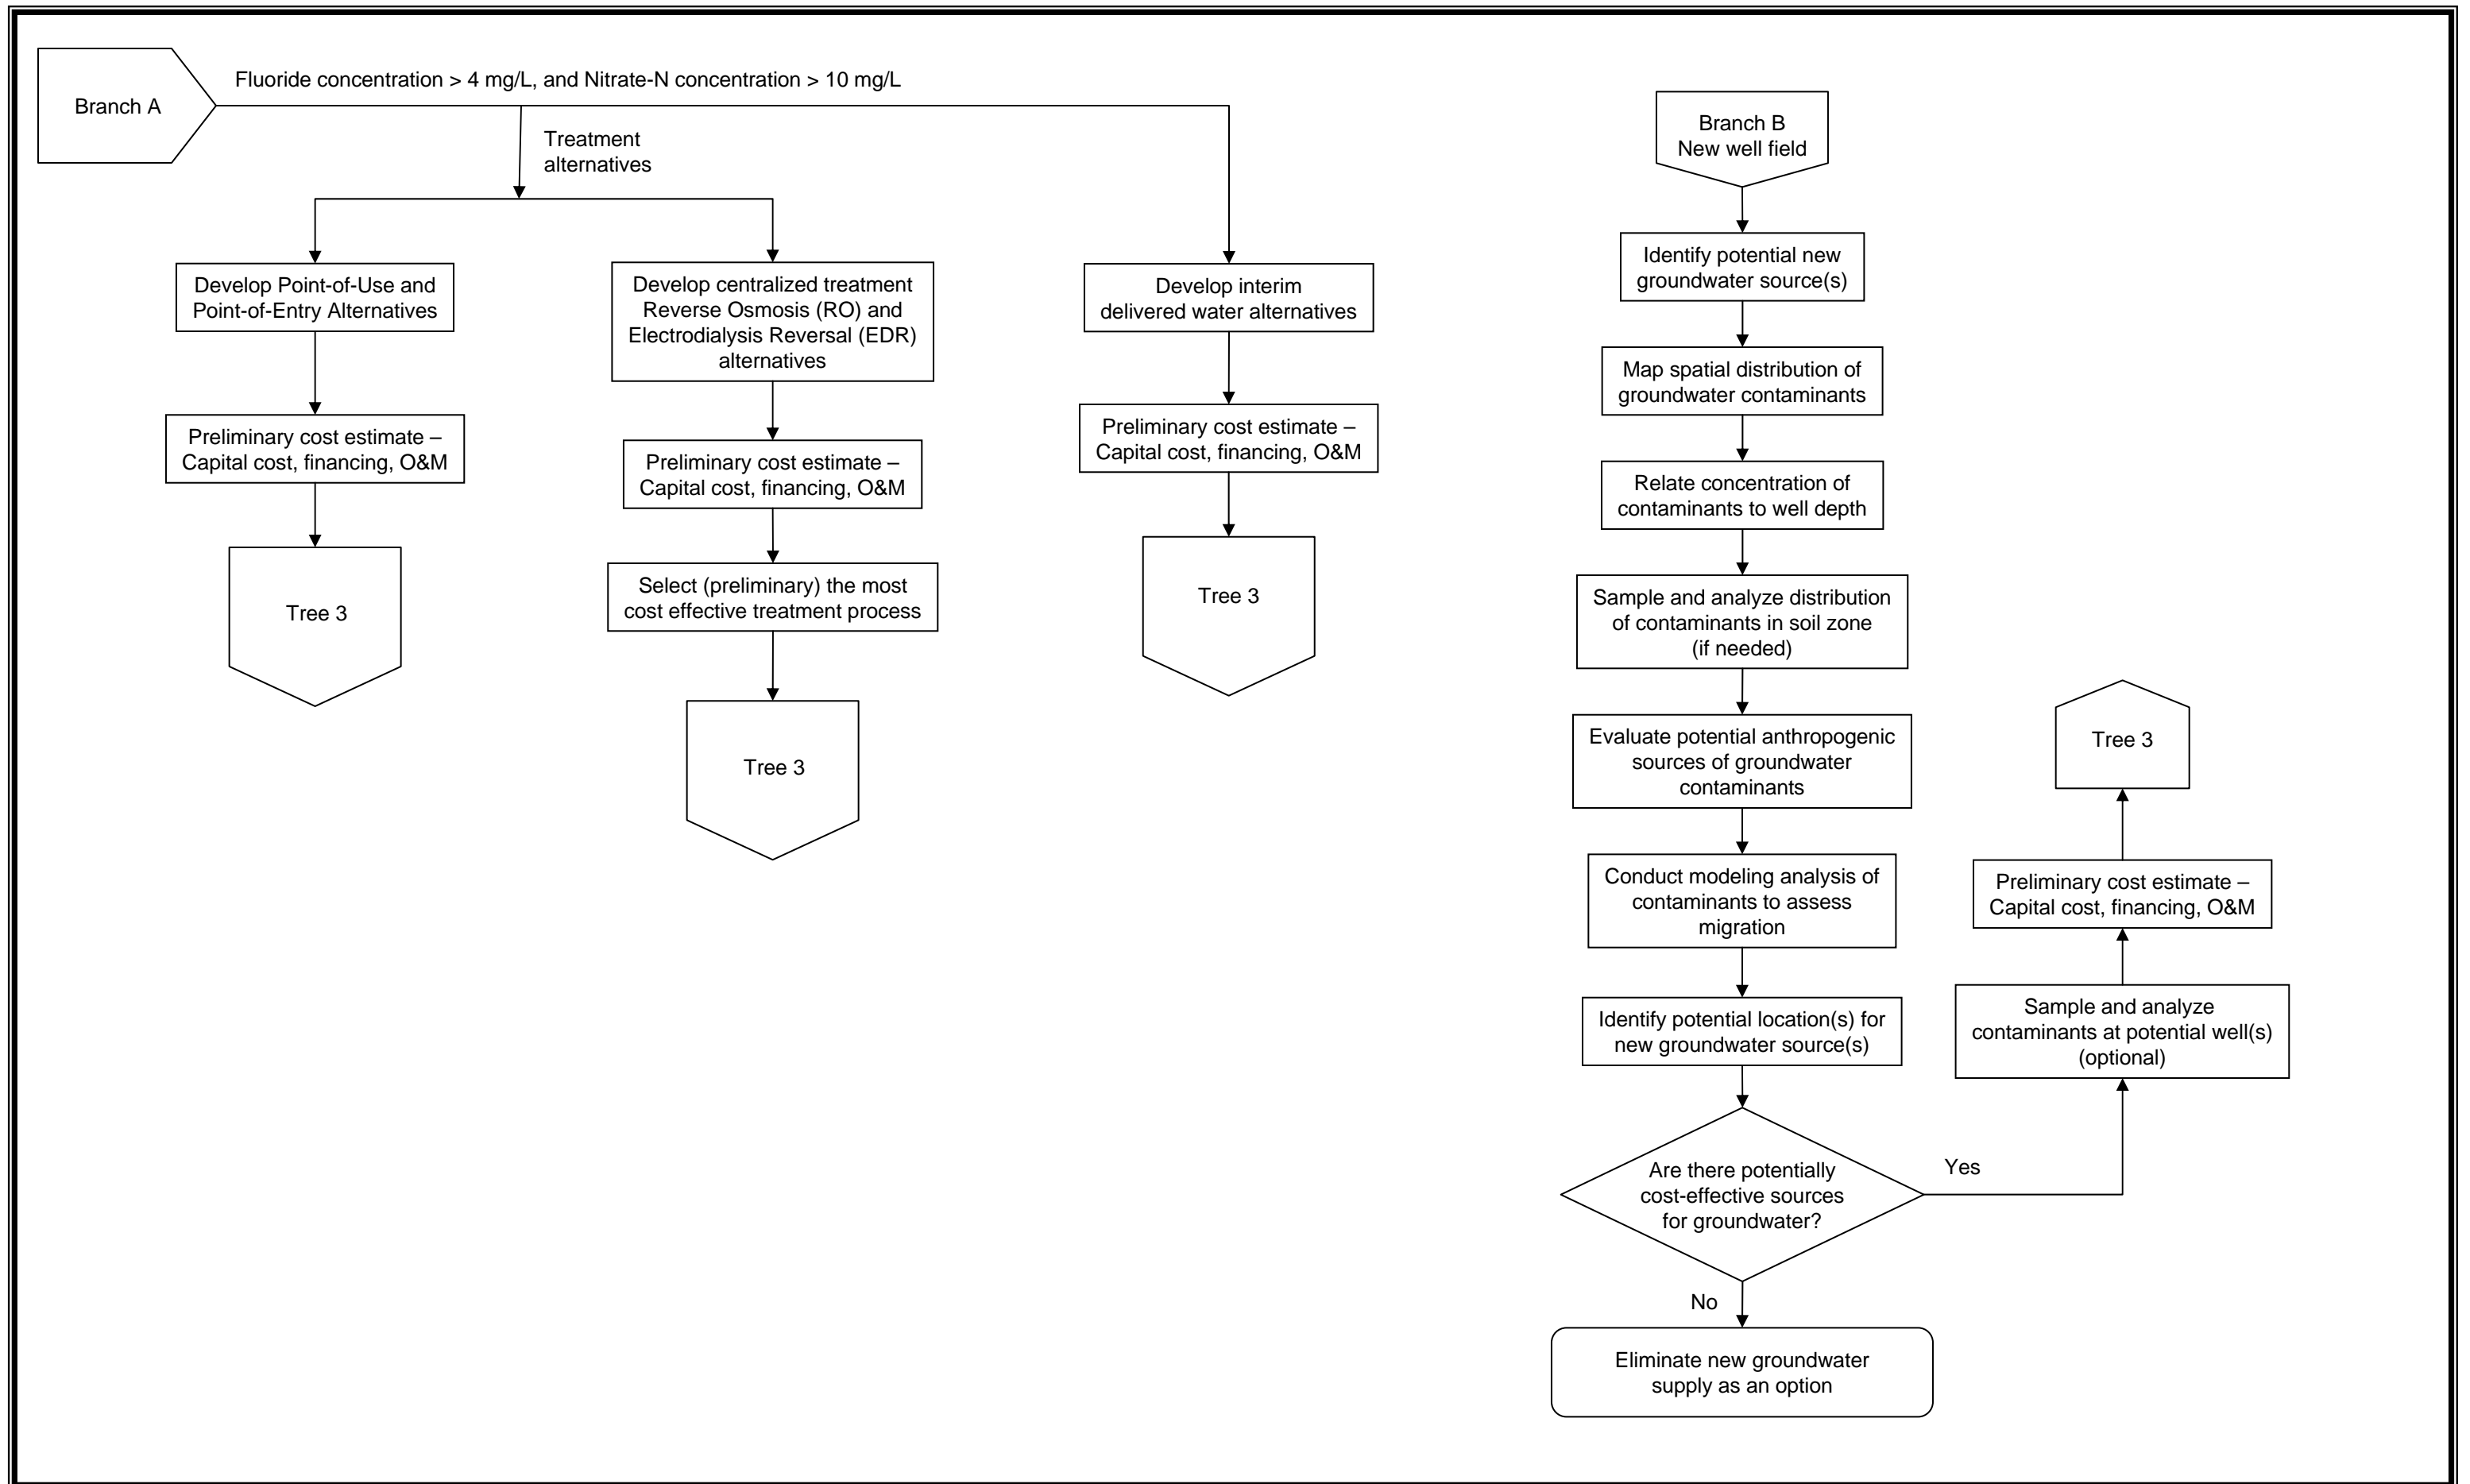 Branch A
Fluoride concentration > 4 mg/L, and Nitrate-N concentration > 10 mg/L
Treatment
alternatives
Develop Point-of-Use and
Point-of-Entry Alternatives
Preliminary cost estimate –
Capital cost, financing, O&M
Tree 3
Develop centralized treatment
Reverse Osmosis (RO) and
Electrodialysis Reversal (EDR)
alternatives
Preliminary cost estimate –
Capital cost, financing, O&M
Select (preliminary) the most
cost effective treatment process
Tree 3
Develop interim
delivered water alternatives
Preliminary cost estimate –
Capital cost, financing, O&M
Tree 3
Branch B
New well field
Identify potential new
groundwater source(s)
Map spatial distribution of
groundwater contaminants
Relate concentration of
contaminants to well depth
Sample and analyze distribution
of contaminants in soil zone
(if needed)
Evaluate potential anthropogenic
sources of groundwater
contaminants
Conduct modeling analysis of
contaminants to assess
migration
Identify potential location(s) for
new groundwater source(s)
Are there potentially
cost-effective sources
for groundwater?
Yes
Sample and analyze
contaminants at potential well(s)
(optional)
Preliminary cost estimate –
Capital cost, financing, O&M
Tree 3
No
Eliminate new groundwater
supply as an option